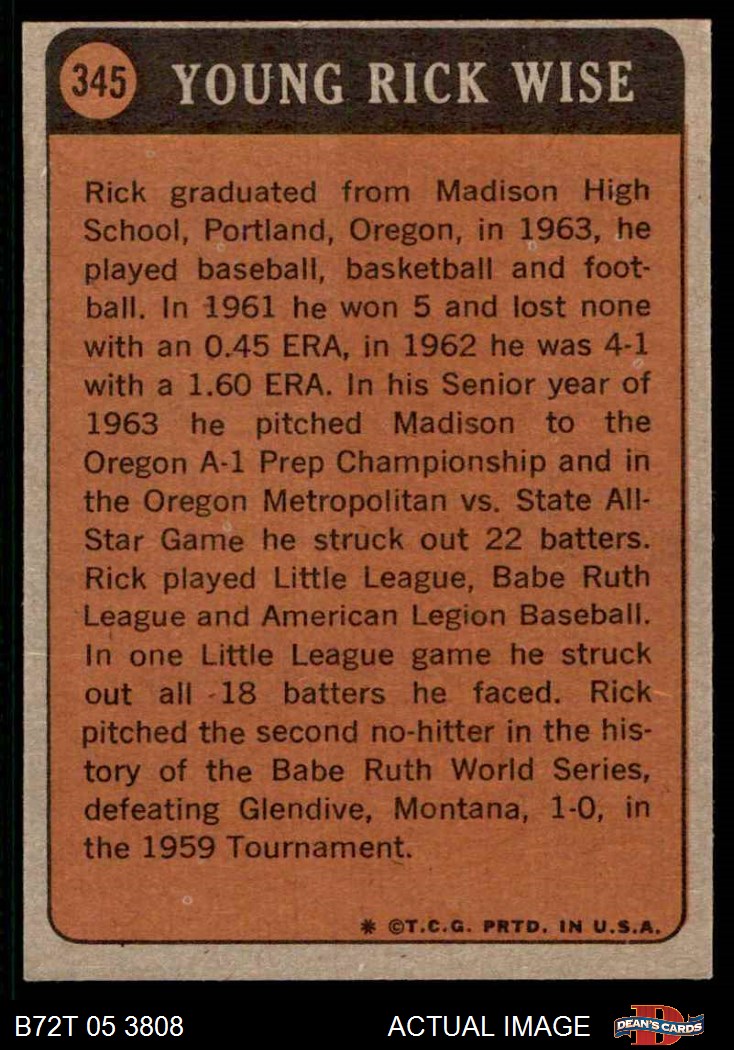 345 YOUNG RICK WISE
Rick graduated from Madison High
School, Portland, Oregon, in 1963, he
played baseball, basketball and foot-
ball. In 1961 he won 5 and lost none
with an 0.45 ERA, in 1962 he was 4-1
with a 1.60 ERA. In his Senior year of
1963 he pitched Madison to the
Oregon A-1 Prep Championship and in
the Oregon Metropolitan vs. State All-
Star Game he struck out 22 batters.
Rick played Little League, Babe Ruth
League and American Legion Baseball.
In one Little League game he struck
out all 18 batters he faced. Rick
pitched the second no-hitter in the his-
tory of the Babe Ruth World Series,
defeating Glendive, Montana, 1-0, in
the 1959 Tournament.
* ©T.C.G. PRTD. IN U.S.A.
B72T 05 3808 ACTUAL IMAGE D DEAN'S CARDS